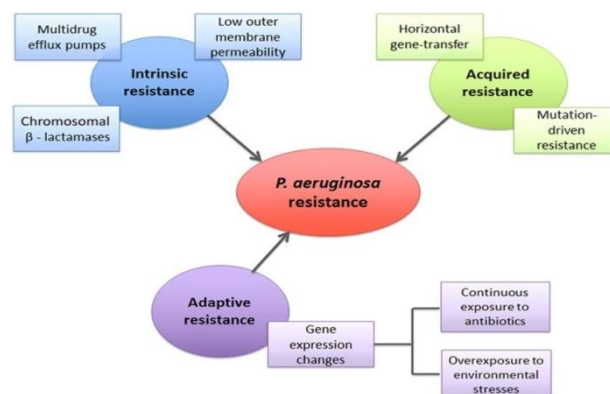 Multidrug
efflux pumps
Low outer
membrane
permeability
Intrinsic
resistance
Chromosomal
β - lactamases
Horizontal
gene-transfer
Acquired
resistance
Mutation-
driven
resistance
P. aeruginosa
resistance
Adaptive
resistance
Gene
expression
changes
Continuous
exposure to
antibiotics
Overexposure to
environmental
stresses